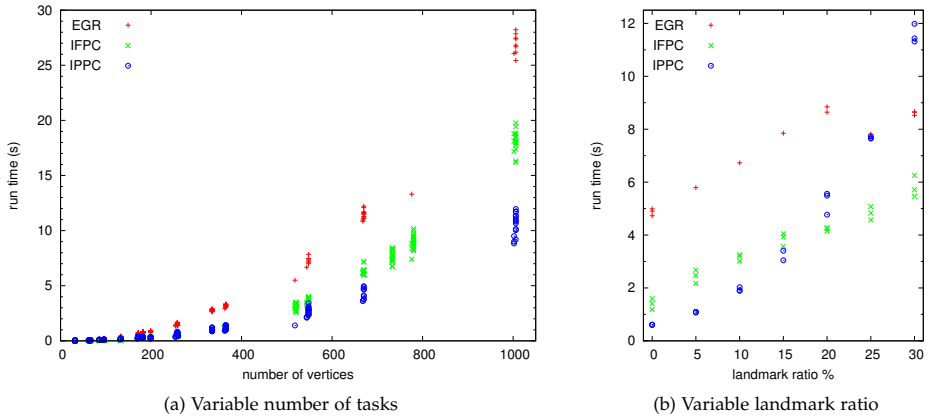 EGR
IFPC
IPPC
30
25
20
15
10
5
0
run time (s)
0 200 400 600 800 1000
number of vertices
(a) Variable number of tasks
EGR
IFPC
IPPC
12
10
8
6
4
2
0
run time (s)
0 5 10 15 20 25 30
landmark ratio %
(b) Variable landmark ratio